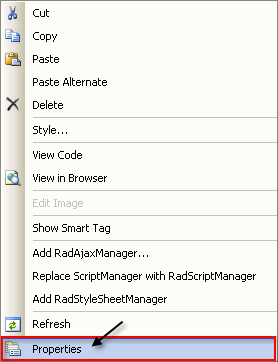 Cut
Copy
Paste
Paste Alternate
Delete
Style...
View Code
View in Browser
Edit Image
Show Smart Tag
Add RadAjaxManager...
Replace ScriptManager with RadScriptManager
Add RadStyleSheetManager
Refresh
Properties